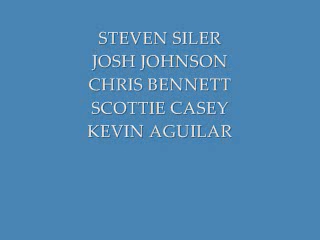 STEVEN SILER
JOSH JOHNSON
CHRIS BENNETT
SCOTTIE CASEY
KEVIN AGUILAR